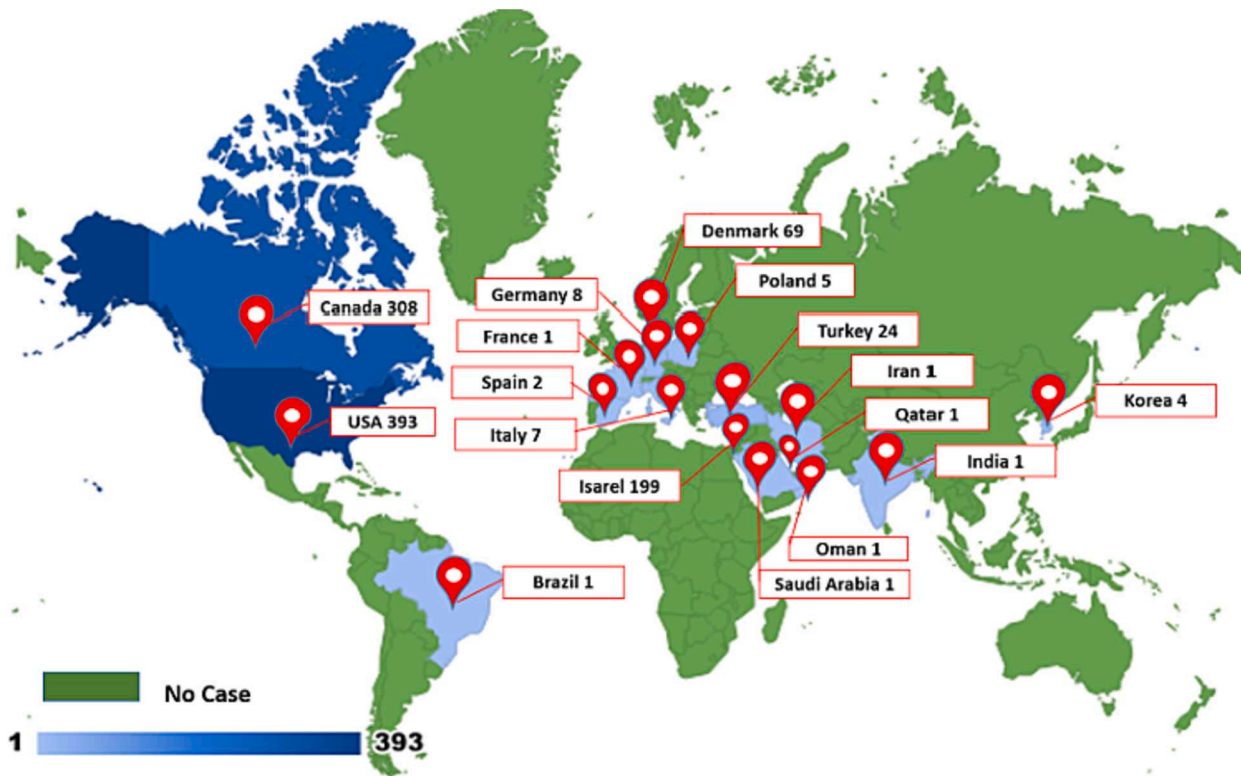 Denmark 69
Germany 8
Poland 5
Canada 308
France 1
Turkey 24
Iran 1
Spain 2
Korea 4
USA 393
Italy 7
Qatar 1
India 1
Isarel 199
Oman 1
Brazil 1
Saudi Arabia 1
No Case
1
393